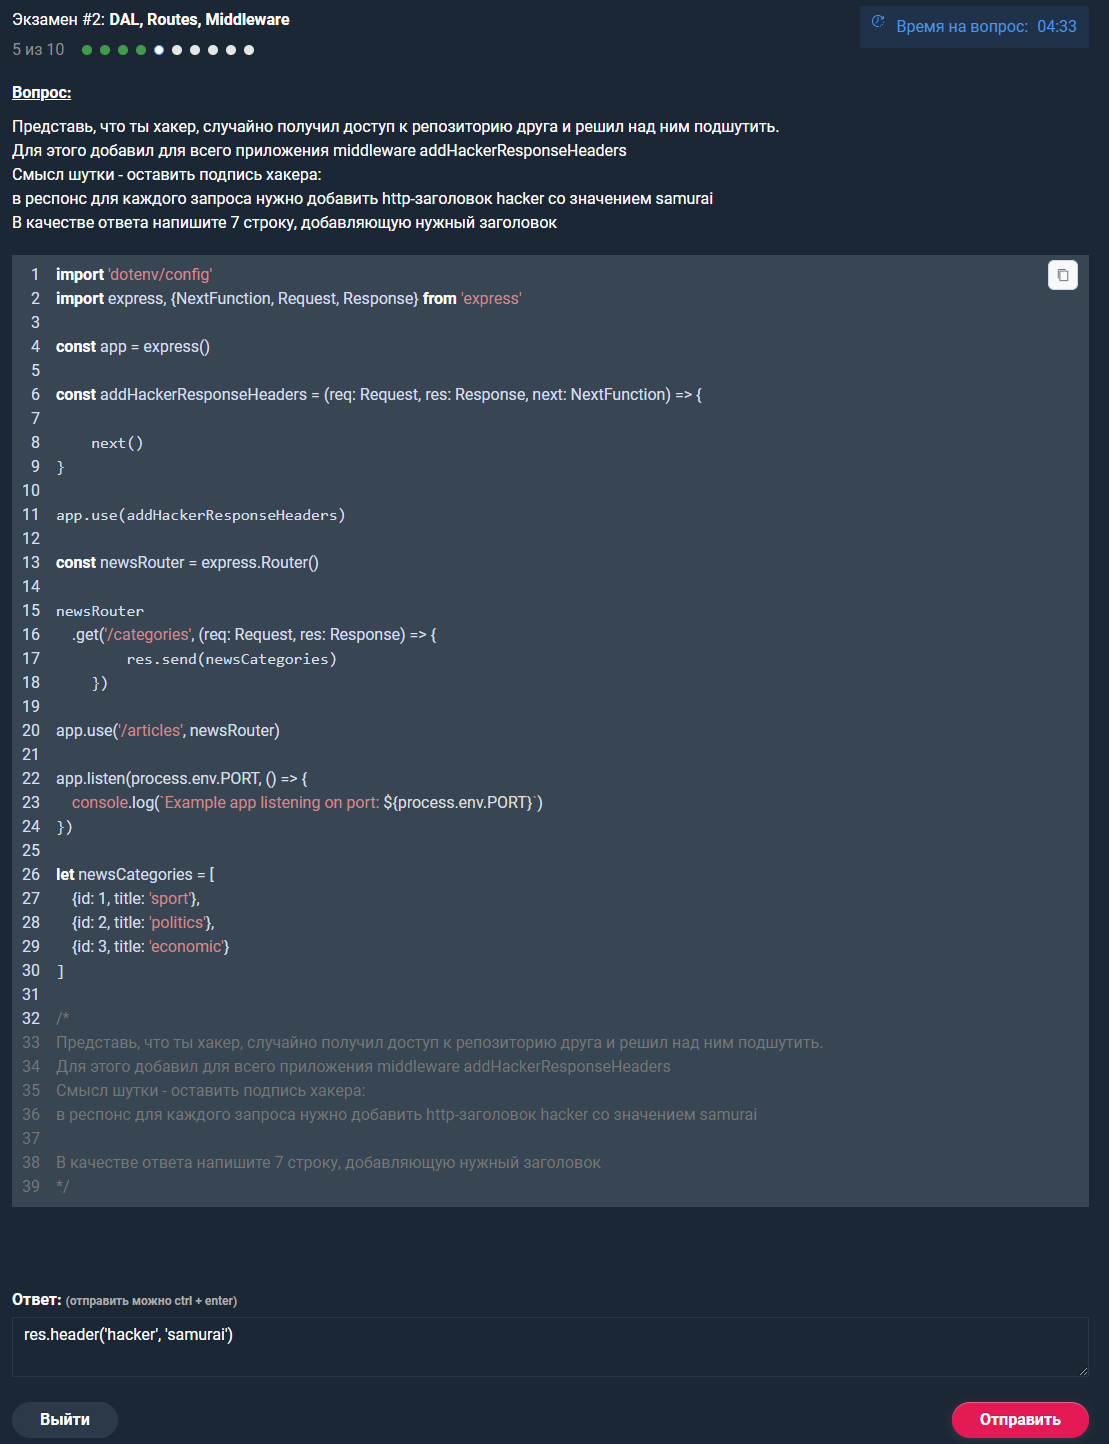 Экзамен #2: DAL, Routes, Middleware
5 из 10
Время на вопрос: 04:33
Вопрос:
Представь, что ты хакер, случайно получил доступ к репозиторию друга и решил над ним подшутить.
Для этого добавил для всего приложения middleware addHackerResponseHeaders
Смысл шутки - оставить подпись хакера:
в респонс для каждого запроса нужно добавить http-заголовок hacker со значением samurai
В качестве ответа напишите 7 строку, добавляющую нужный заголовок
1 import 'dotenv/config'
2 import express, {NextFunction, Request, Response} from 'express'
3
4 const app = express()
5
6 const addHackerResponseHeaders = (req: Request, res: Response, next: NextFunction) => {
7
8 next()
9 }
10
11 app.use(addHackerResponseHeaders)
12
13 const newsRouter = express.Router()
14
15 newsRouter
16 .get('/categories', (req: Request, res: Response) => {
17 res.send(newsCategories)
18 })
19
20 app.use('/articles', newsRouter)
21
22 app.listen(process.env.PORT, () => {
23 console.log(`Example app listening on port: ${process.env.PORT}`)
24 })
25
26 let newsCategories = [
27 {id: 1, title: 'sport'},
28 {id: 2, title: 'politics'},
29 {id: 3, title: 'economic'}
30 ]
31
32 /*
33 Представь, что ты хакер, случайно получил доступ к репозиторию друга и решил над ним подшутить.
34 Для этого добавил для всего приложения middleware addHackerResponseHeaders
35 Смысл шутки - оставить подпись хакера:
36 в респонс для каждого запроса нужно добавить http-заголовок hacker со значением samurai
37
38 В качестве ответа напишите 7 строку, добавляющую нужный заголовок
39 */
Ответ: (отправить можно ctrl + enter)
res.header('hacker', 'samurai')
Выйти
Отправить